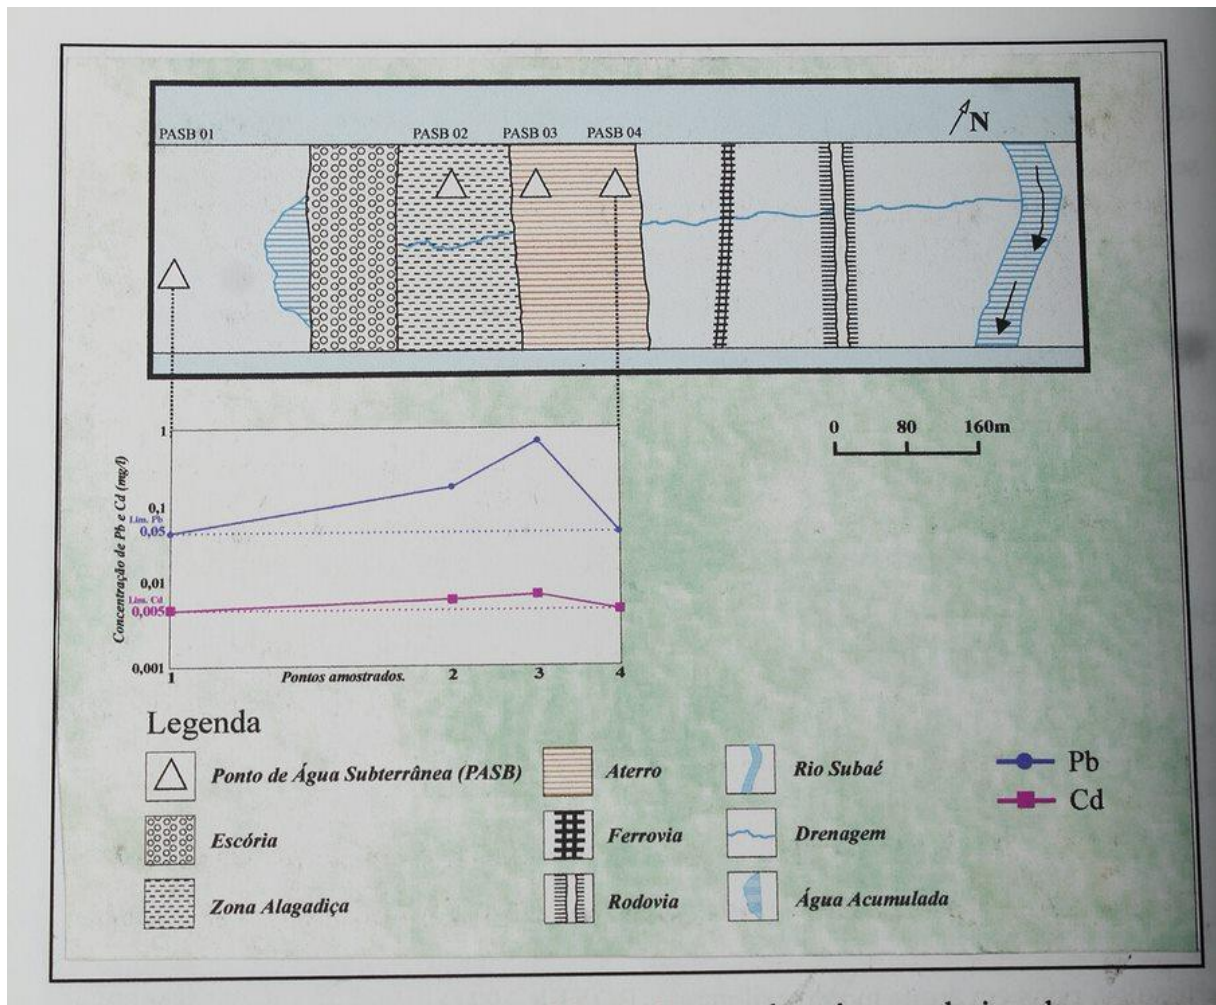 PASB 01
PASB 02
PASB 03
PASB 04
N
0 80 160m
Concentração de Pb e Cd (mg/l)
1
0,1
Lim. Pb
0,05
0,01
Lim. Cd
0,005
0,001
1 2 3 4
Pontos amostrados.
Legenda
Ponto de Água Subterrânea (PASB)
Escória
Zona Alagadiça
Aterro
Ferrovia
Rodovia
Rio Subaé
Drenagem
Água Acumulada
Pb
Cd